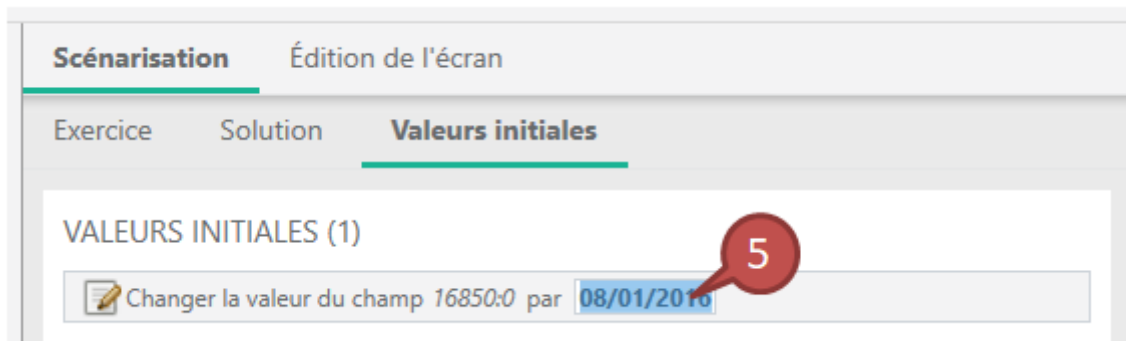 Scénarisation Édition de l'écran
Exercice Solution Valeurs initiales
VALEURS INITIALES (1)
5
Changer la valeur du champ 16850:0 par 08/01/2016